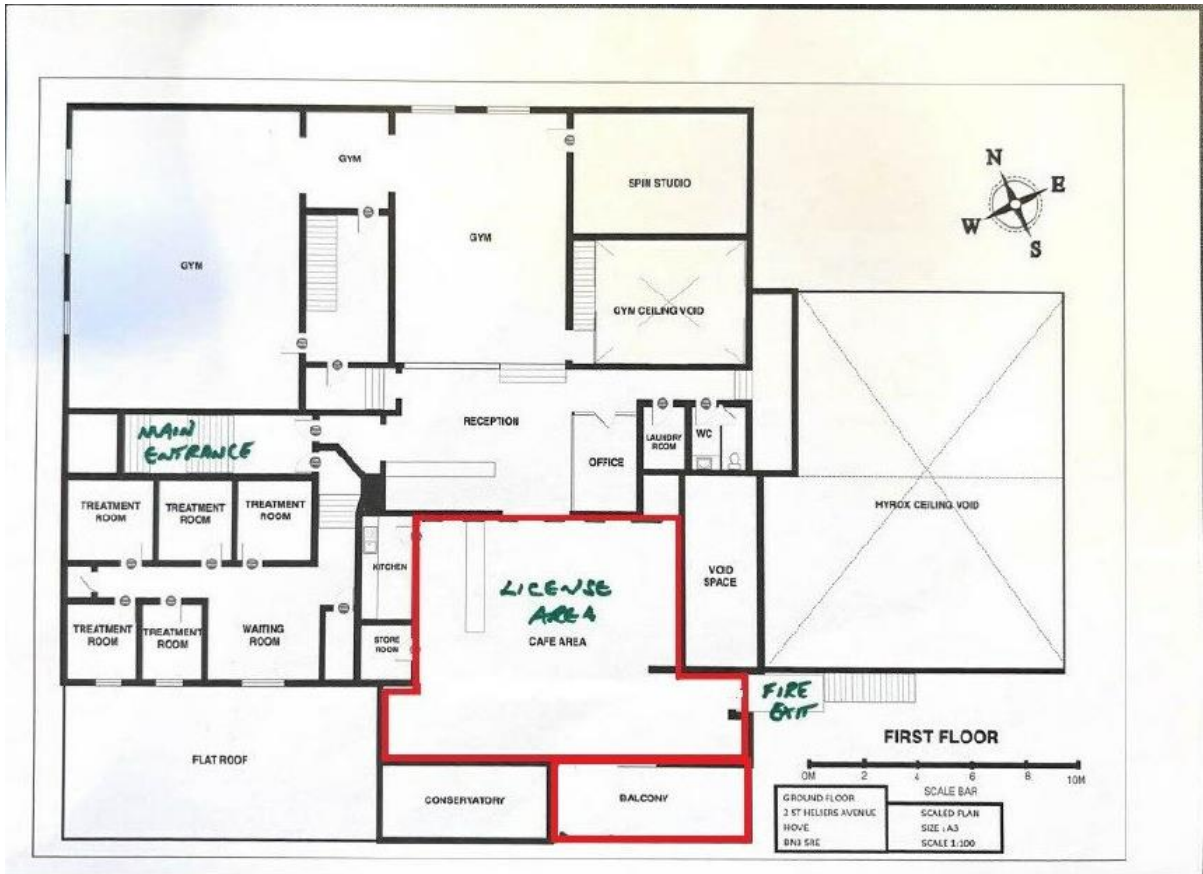 GYM
SPIN STUDIO
N
E
W
S
GYM
GYM
GYM CEILING VOID
MAIN
ENTRANCE
RECEPTION
LAUNDRY
ROOM
WC
OFFICE
TREATMENT
ROOM
TREATMENT
ROOM
TREATMENT
ROOM
HYROX CEILING VOID
KITCHEN
LICENSE
AREA
CAFE AREA
VOID
SPACE
TREATMENT
ROOM
TREATMENT
ROOM
WAITING
ROOM
STORE
ROOM
FIRE
EXIT
FLAT ROOF
FIRST FLOOR
0M 2 4 6 8 10M
SCALE BAR
CONSERVATORY
BALCONY
GROUND FLOOR
2 ST HELIERS AVENUE
HOVE
BN3 5RE
SCALED PLAN
SIZE : A3
SCALE 1:100